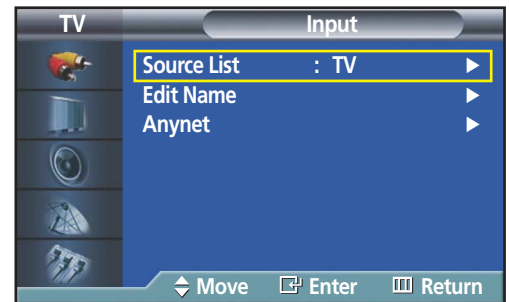 TV Input
Source List : TV
Edit Name
Anynet
Move Enter Return